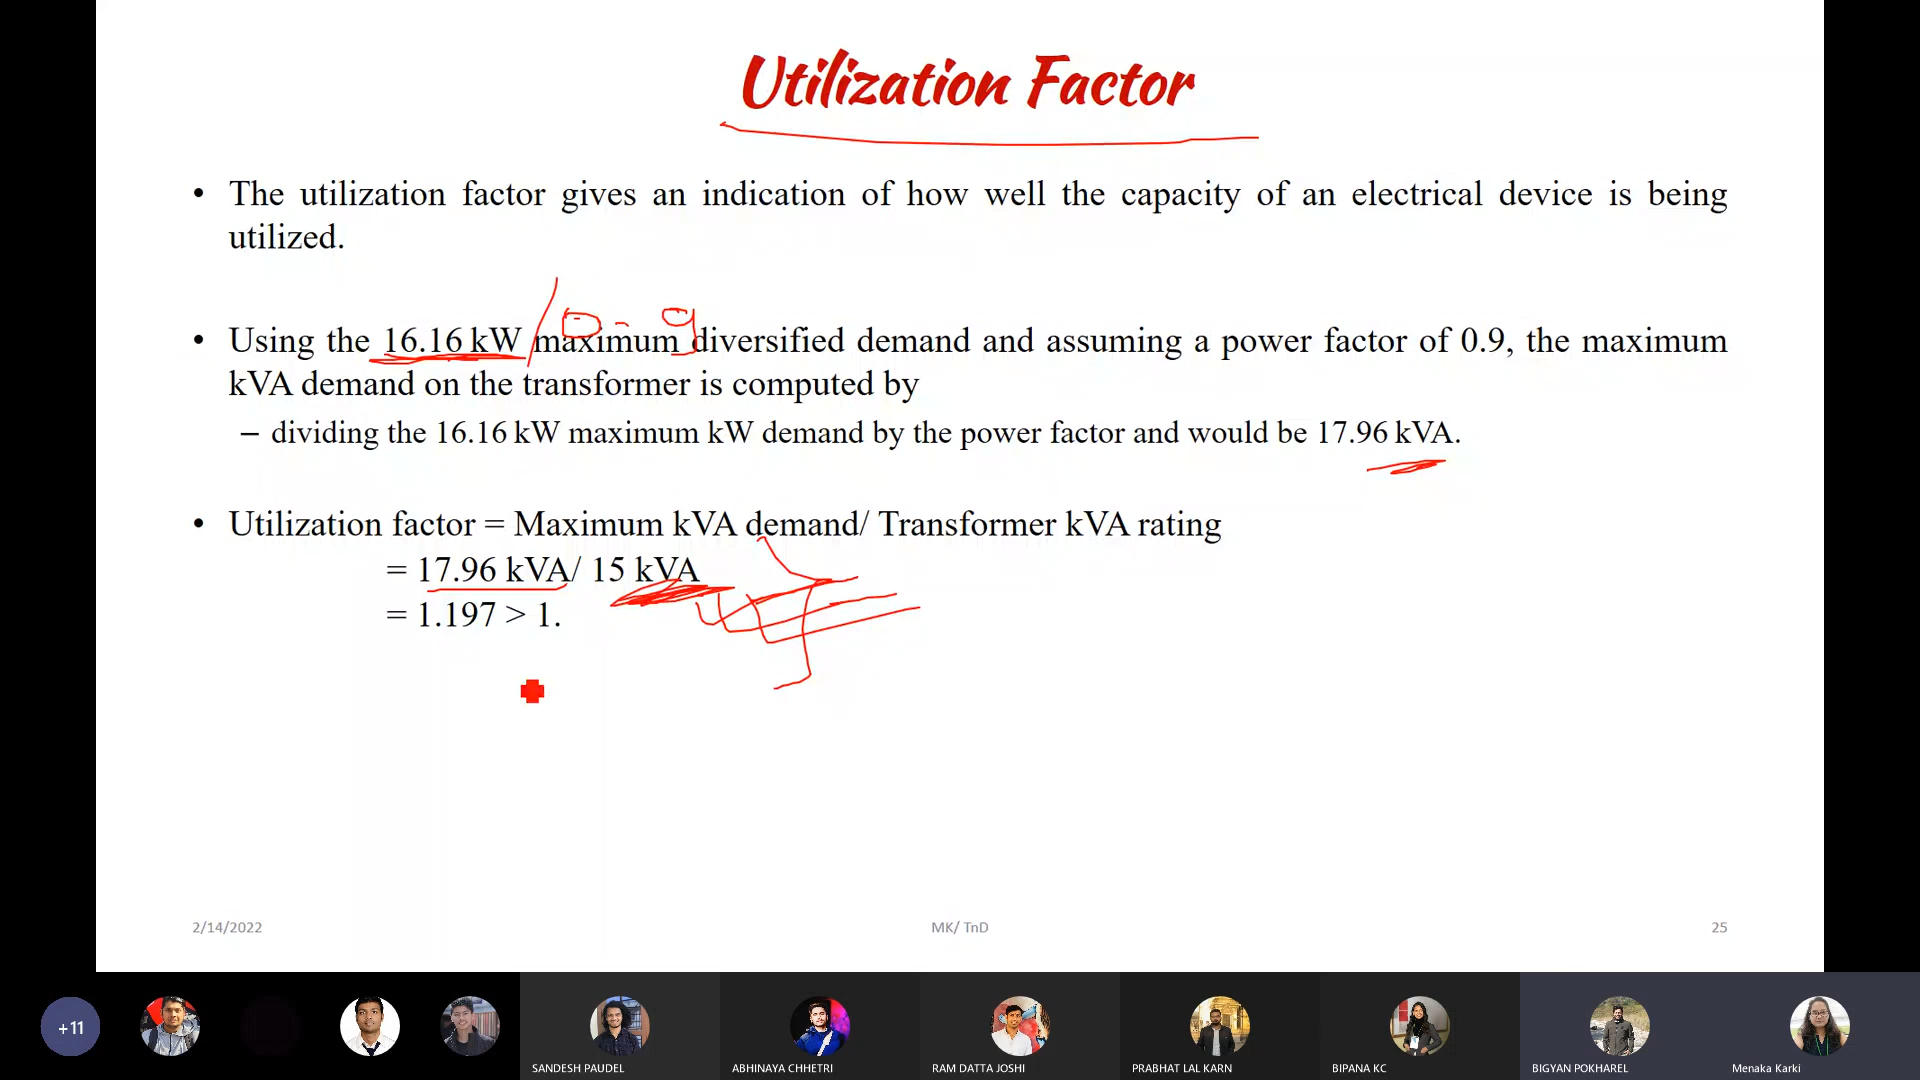 Utilization Factor
• The utilization factor gives an indication of how well the capacity of an electrical device is being
utilized.
/ 0.9
• Using the 16.16 kW maximum diversified demand and assuming a power factor of 0.9, the maximum
kVA demand on the transformer is computed by
– dividing the 16.16 kW maximum kW demand by the power factor and would be 17.96 kVA.
• Utilization factor = Maximum kVA demand/ Transformer kVA rating
= 17.96 kVA/ 15 kVA
= 1.197 > 1.
2/14/2022
MK/ TnD
25
+11
SANDESH PAUDEL
ABHINAYA CHHETRI
RAM DATTA JOSHI
PRABHAT LAL KARN
BIPANA KC
BIGYAN POKHAREL
Menaka Karki